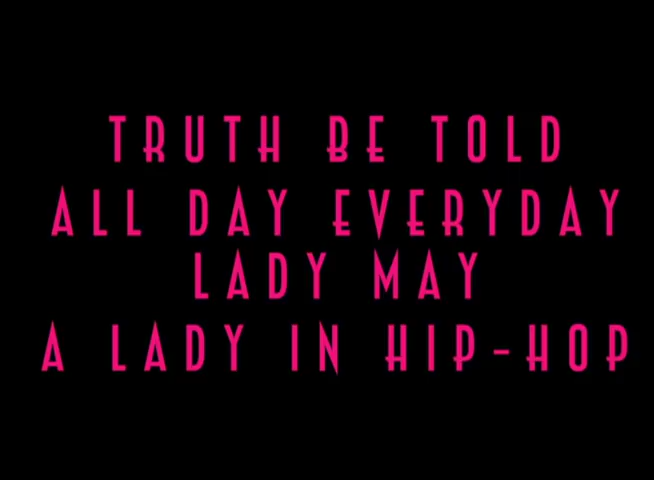 TRUTH BE TOLD
ALL DAY EVERYDAY
LADY MAY
A LADY IN HIP-HOP